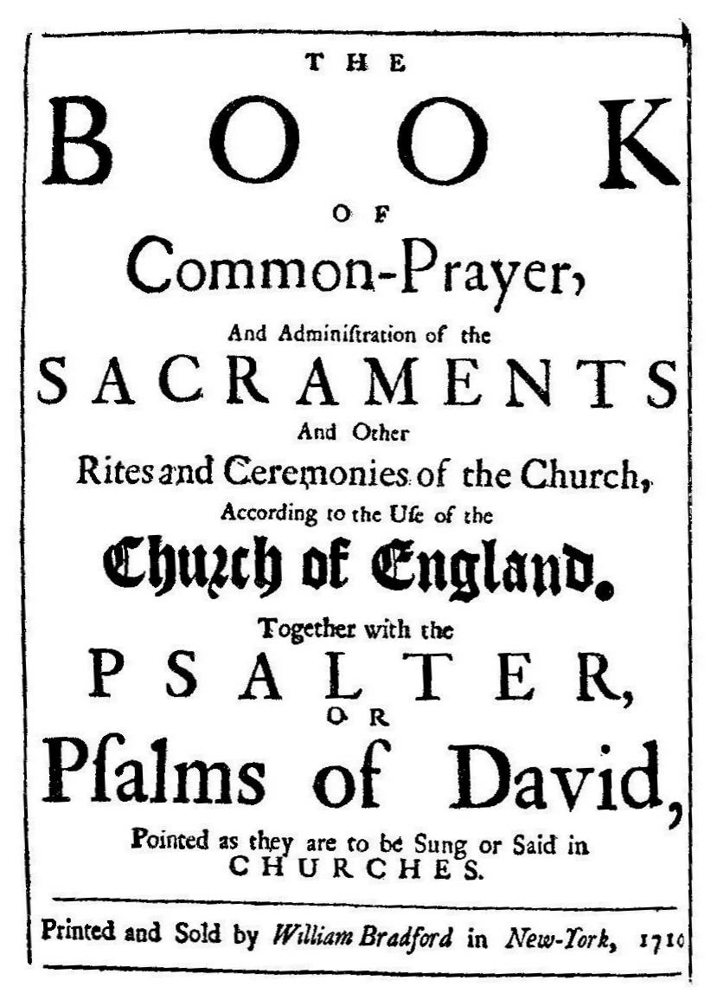 THE
BOOK
OF
Common-Prayer,
And Adminiſtration of the
SACRAMENTS
And Other
Rites and Ceremonies of the Church,
According to the Uſe of the
Church of England.
Together with the
PSALTER,
OR
Pſalms of David,
Pointed as they are to be Sung or Said in
CHURCHES.
Printed and Sold by William Bradford in New-York, 1710